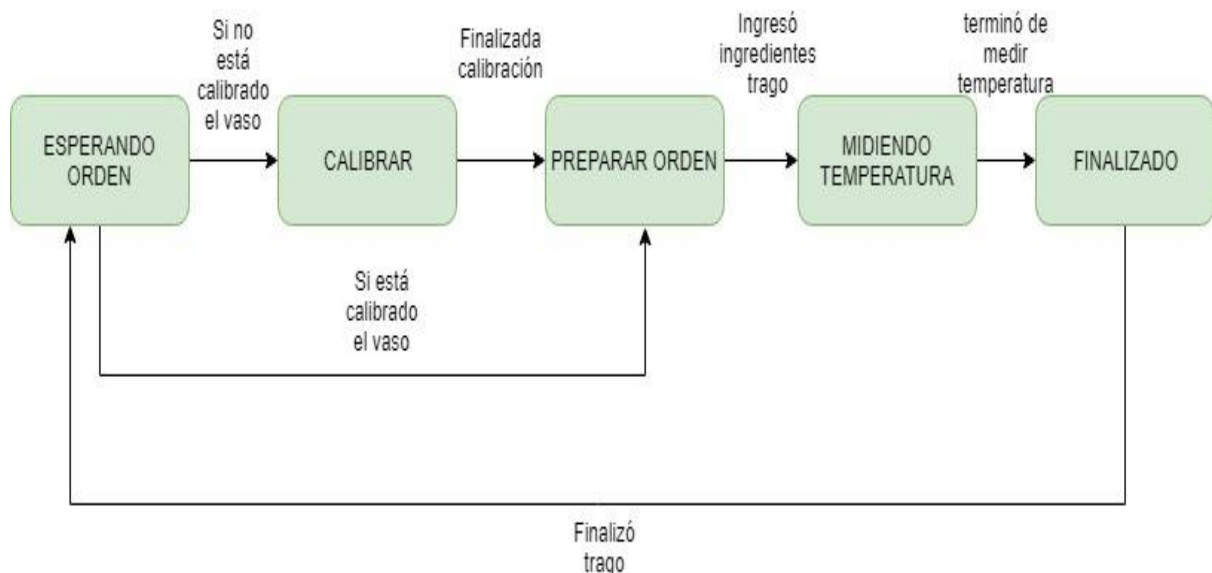 Si no
está
calibrado
el vaso
Finalizada
calibración
Ingresó
ingredientes
trago
terminó de
medir
temperatura
ESPERANDO
ORDEN
CALIBRAR
PREPARAR ORDEN
MIDIENDO
TEMPERATURA
FINALIZADO
Si está
calibrado
el vaso
Finalizó
trago